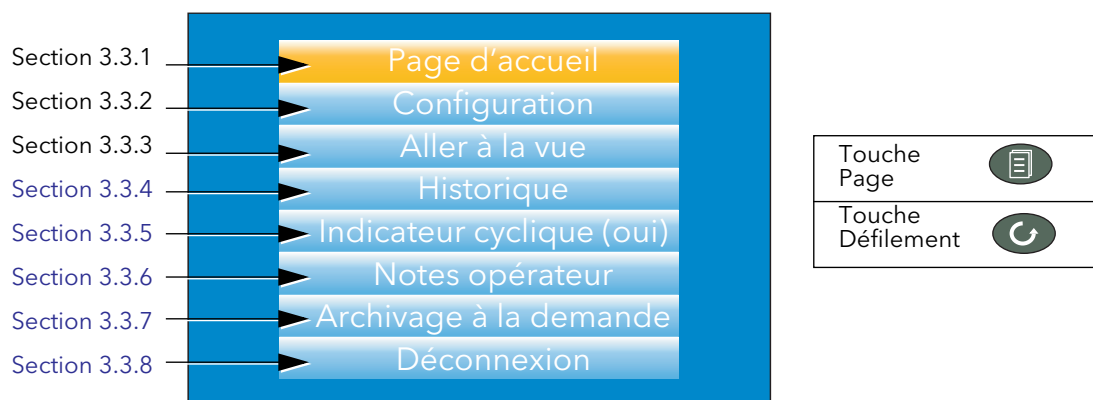 Section 3.3.1
Page d’accueil
Section 3.3.2
Configuration
Section 3.3.3
Aller à la vue
Section 3.3.4
Historique
Section 3.3.5
Indicateur cyclique (oui)
Section 3.3.6
Notes opérateur
Section 3.3.7
Archivage à la demande
Section 3.3.8
Déconnexion
Touche
Page
Touche
Défilement